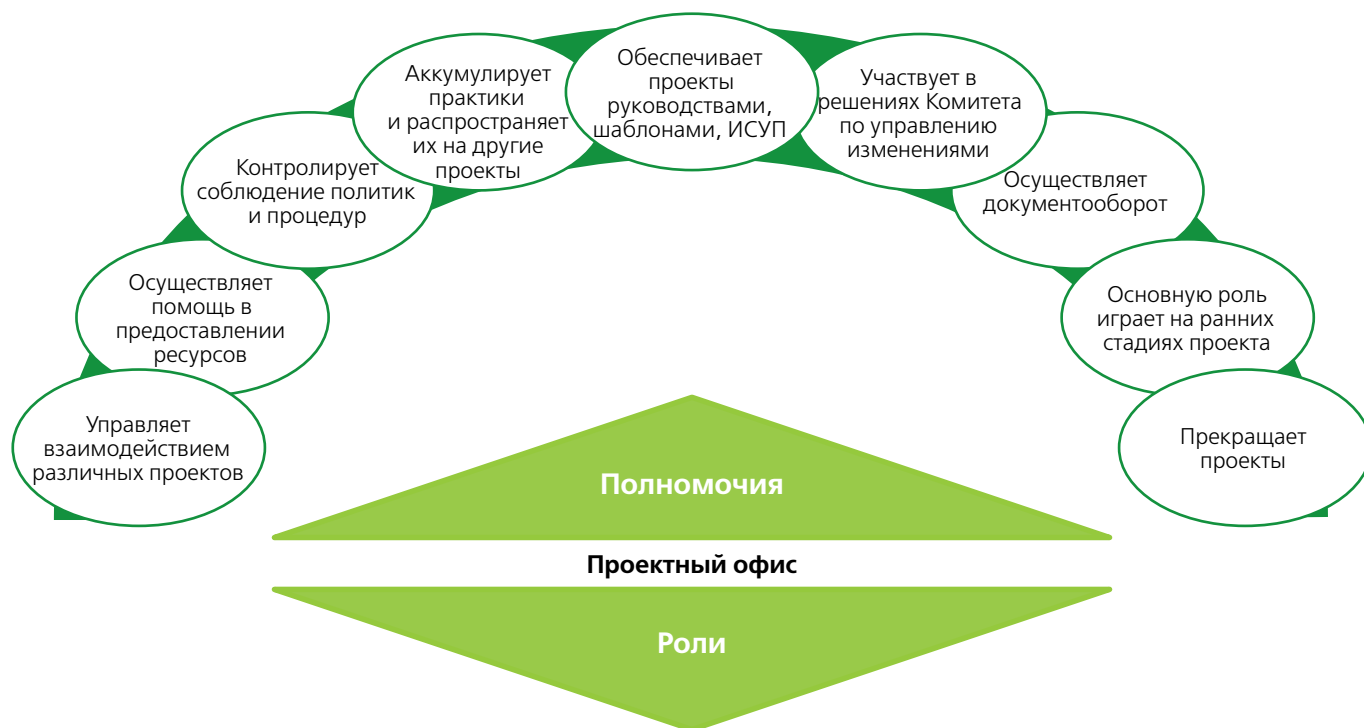 Управляет
взаимодействием
различных проектов
Осуществляет
помощь в
предоставлении
ресурсов
Контролирует
соблюдение политик
и процедур
Аккумулирует
практики
и распространяет
их на другие
проекты
Обеспечивает
проекты
руководствами,
шаблонами, ИСУП
Участвует в
решениях Комитета
по управлению
изменениями
Осуществляет
документооборот
Основную роль
играет на ранних
стадиях проекта
Прекращает
проекты
Полномочия
Проектный офис
Роли